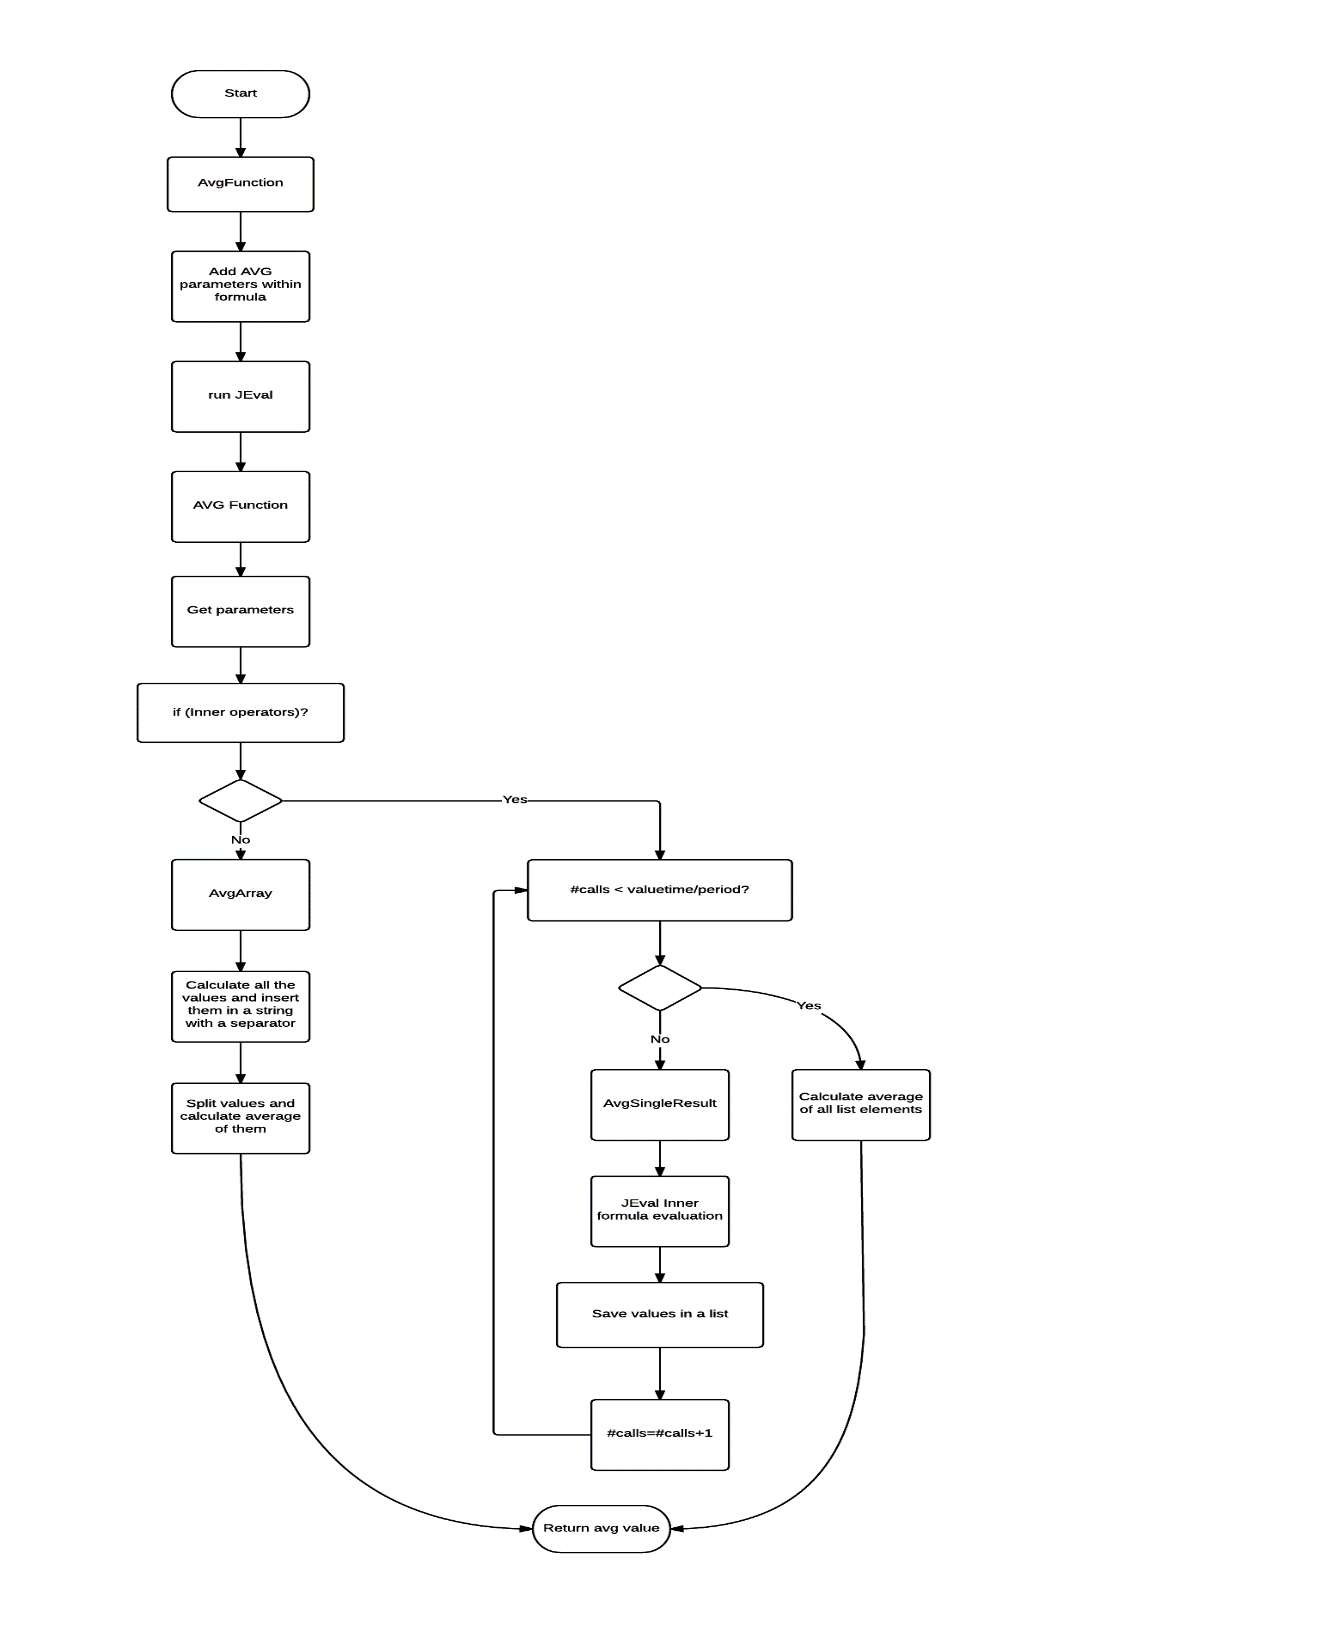 Start
AvgFunction
Add AVG
parameters within
formula
run JEval
AVG Function
Get parameters
if (Inner operators)?
Yes
No
AvgArray
Calculate all the
values and insert
them in a string
with a separator
Split values and
calculate average
of them
#calls < valuetime/period?
Yes
No
AvgSingleResult
Calculate average
of all list elements
JEval Inner
formula evaluation
Save values in a list
#calls=#calls+1
Return avg value